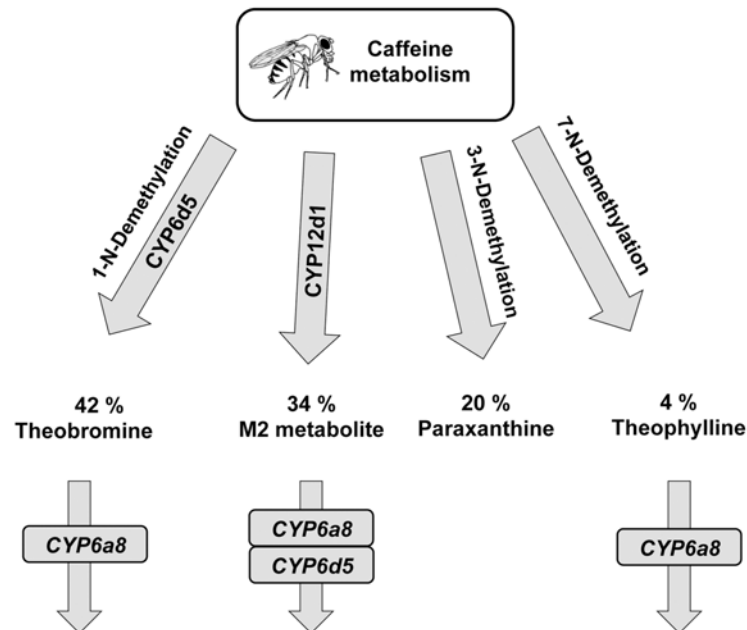 Caffeine
metabolism
1-N-Demethylation
CYP6d5
CYP12d1
3-N-Demethylation
7-N-Demethylation
42 %
Theobromine
34 %
M2 metabolite
20 %
Paraxanthine
4 %
Theophylline
CYP6a8
CYP6a8
CYP6d5
CYP6a8